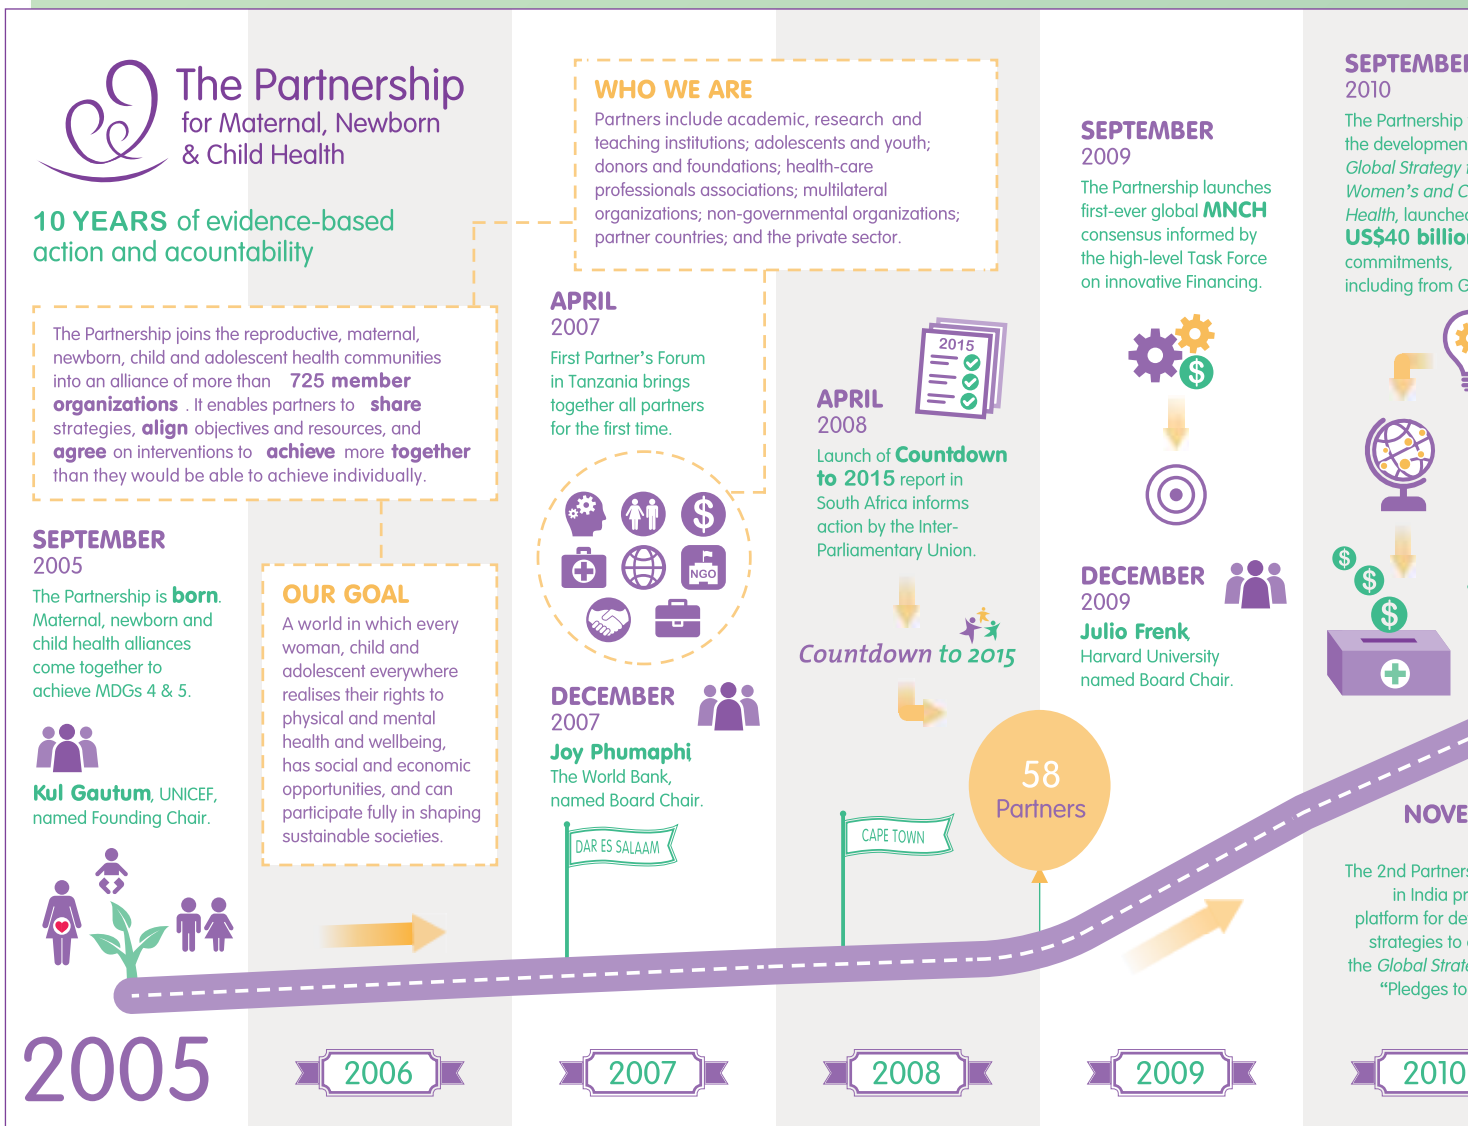 The Partnership
for Maternal, Newborn
& Child Health
10 YEARS of evidence-based
action and acountability
The Partnership joins the reproductive, maternal,
newborn, child and adolescent health communities
into an alliance of more than 725 member
organizations . It enables partners to share
strategies, align objectives and resources, and
agree on interventions to achieve more together
than they would be able to achieve individually.
SEPTEMBER
2005
The Partnership is born.
Maternal, newborn and
child health alliances
come together to
achieve MDGs 4 & 5.
Kul Gautum, UNICEF,
named Founding Chair.
OUR GOAL
A world in which every
woman, child and
adolescent everywhere
realises their rights to
physical and mental
health and wellbeing,
has social and economic
opportunities, and can
participate fully in shaping
sustainable societies.
WHO WE ARE
Partners include academic, research and
teaching institutions; adolescents and youth;
donors and foundations; health-care
professionals associations; multilateral
organizations; non-governmental organizations;
partner countries; and the private sector.
APRIL
2007
First Partner's Forum
in Tanzania brings
together all partners
for the first time.
$
NGO
DECEMBER
2007
Joy Phumaphi,
The World Bank,
named Board Chair.
DAR ES SALAAM
2015
APRIL
2008
Launch of Countdown
to 2015 report in
South Africa informs
action by the Inter-
Parliamentary Union.
Countdown to 2015
58
Partners
CAPE TOWN
SEPTEMBER
2009
The Partnership launches
first-ever global MNCH
consensus informed by
the high-level Task Force
on innovative Financing.
$
DECEMBER
2009
Julio Frenk,
Harvard University
named Board Chair.
SEPTEMBER
2010
The Partnership
the developmen
Global Strategy
Women's and C
Health, launched
US$40 billion
commitments,
including from G
$
$
$
NOVE
The 2nd Partners
in India pr
platform for de
strategies to
the Global Strate
“Pledges to
2005
2006
2007
2008
2009
2010